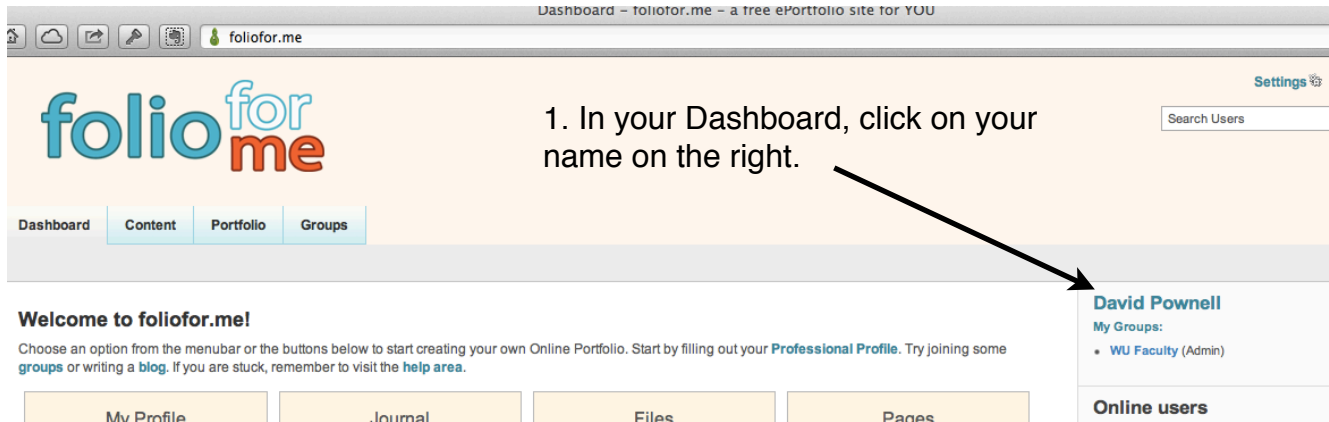 Dashboard – foliofor.me – a free ePortfolio site for YOU
foliofor.me
Settings
folio for me
Search Users
1. In your Dashboard, click on your
name on the right.
Dashboard Content Portfolio Groups
David Pownell
My Groups:
• WU Faculty (Admin)
Welcome to foliofor.me!
Choose an option from the menubar or the buttons below to start creating your own Online Portfolio. Start by filling out your Professional Profile. Try joining some
groups or writing a blog. If you are stuck, remember to visit the help area.
My Profile Journal Files Pages
Online users